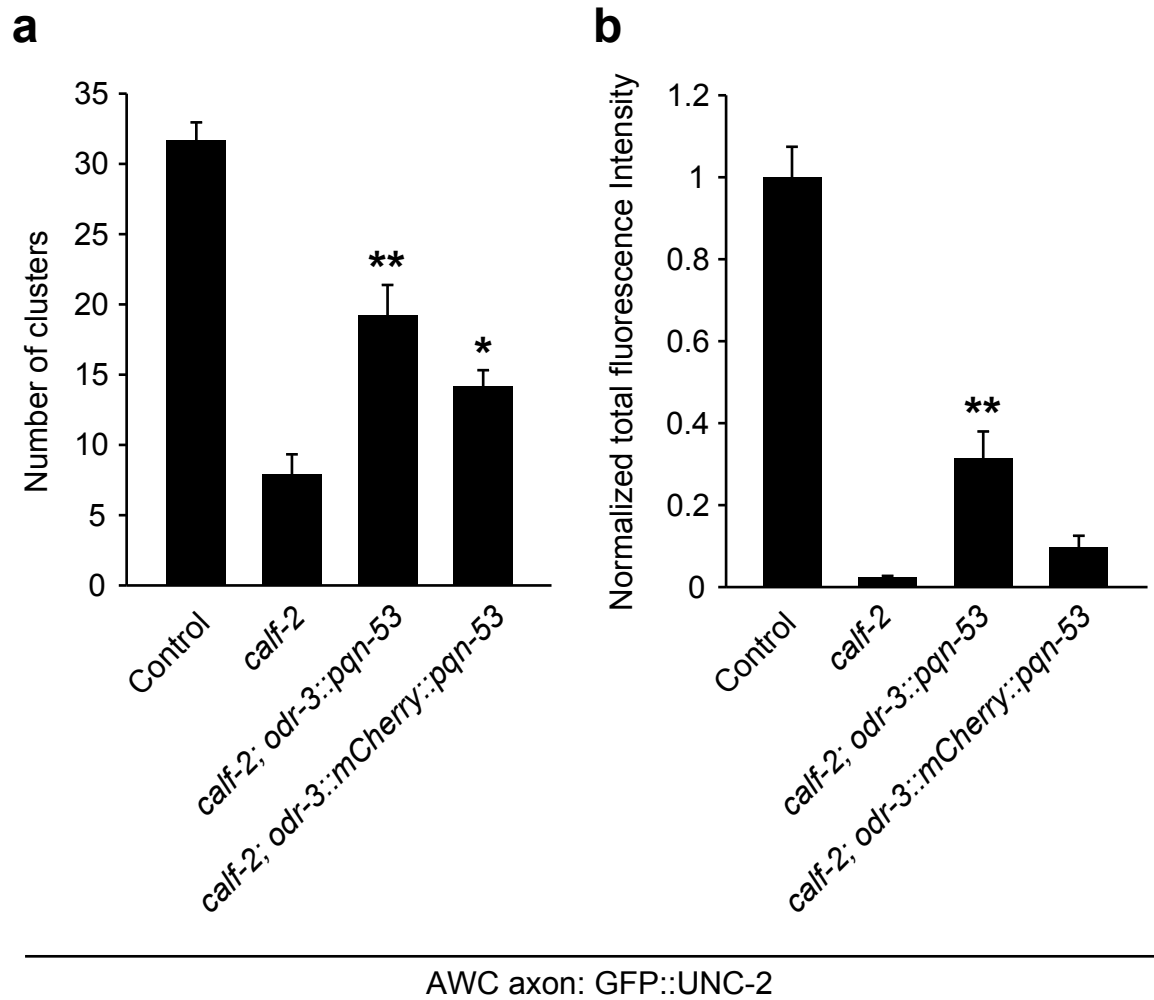 a
Number of clusters
35
30
25
20
15
10
5
0
**
*
Control
calf-2
calf-2; odr-3::pqn-53
calf-2; odr-3::mCherry::pqn-53
b
Normalized total fluorescence Intensity
1.2
1
0.8
0.6
0.4
0.2
0
**
Control
calf-2
calf-2; odr-3::pqn-53
calf-2; odr-3::mCherry::pqn-53
AWC axon: GFP::UNC-2